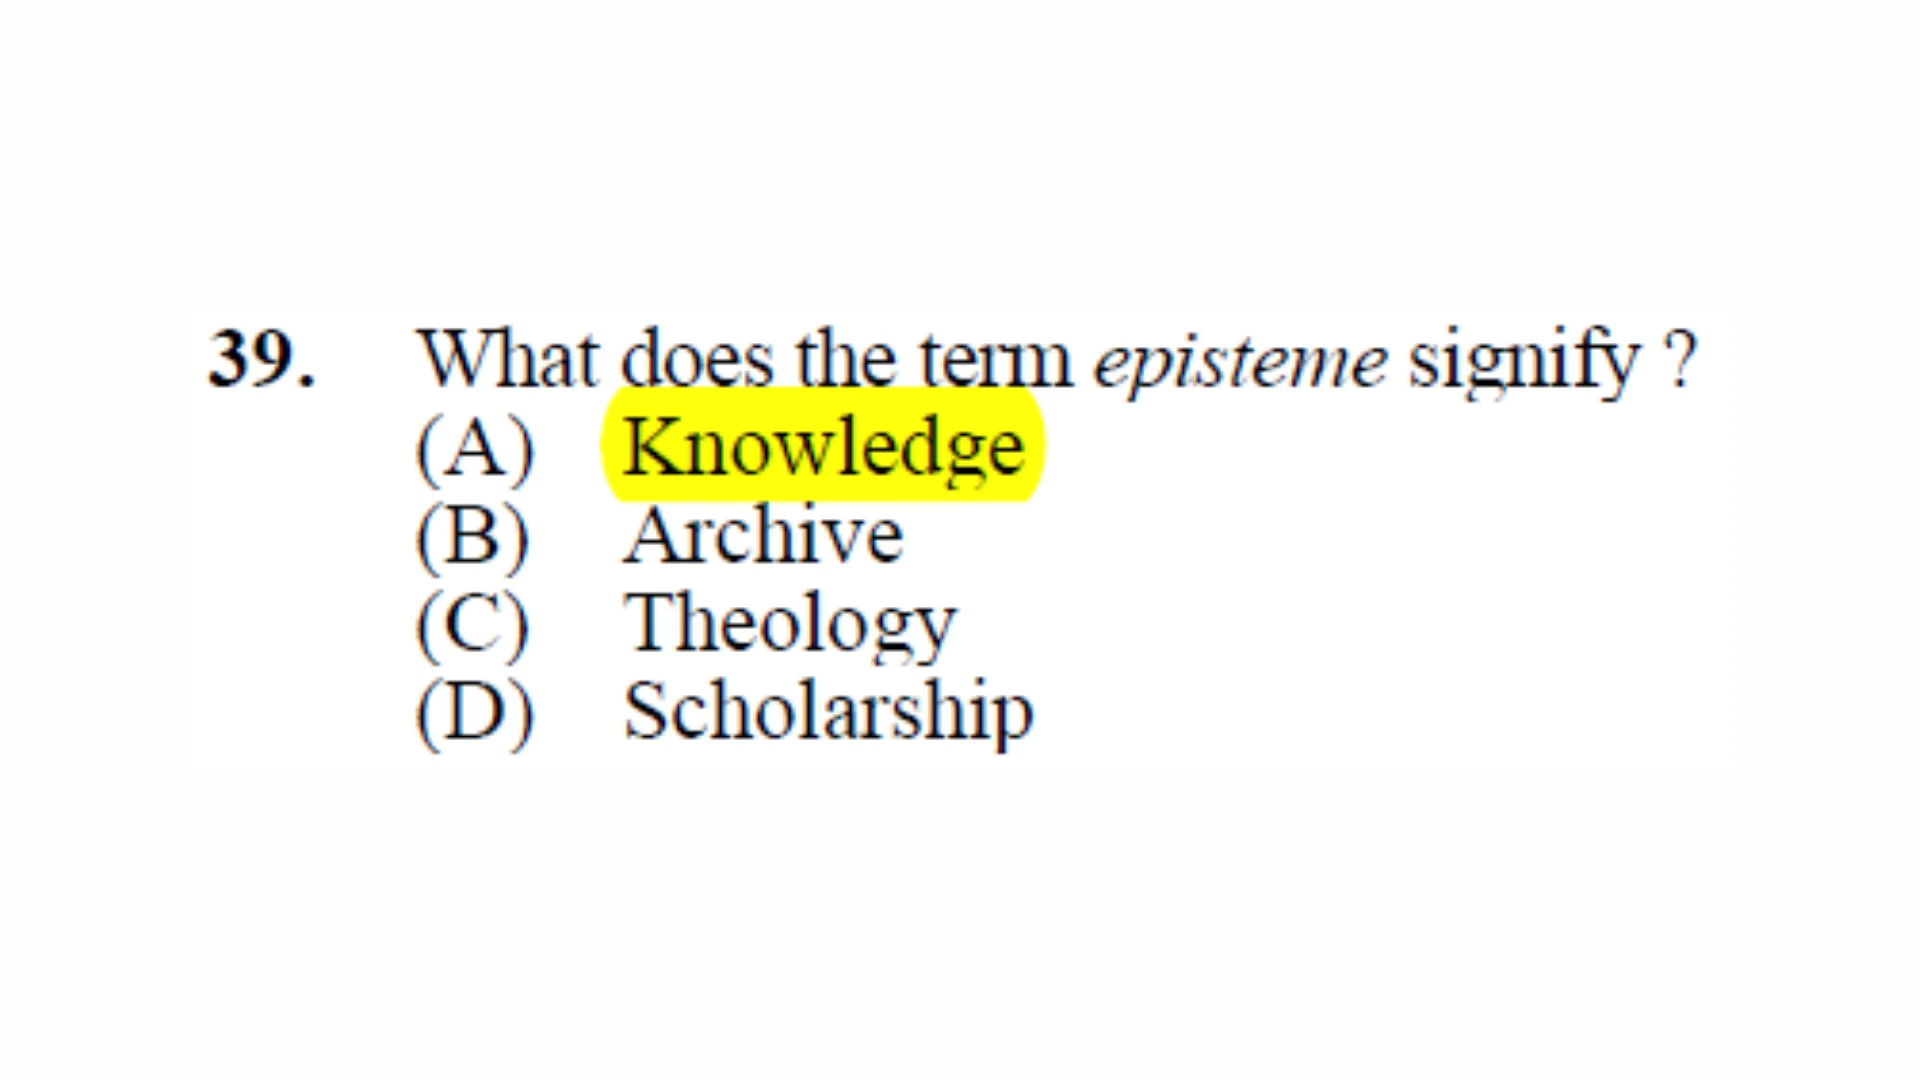 39. What does the term episteme signify ?
(A) Knowledge
(B) Archive
(C) Theology
(D) Scholarship